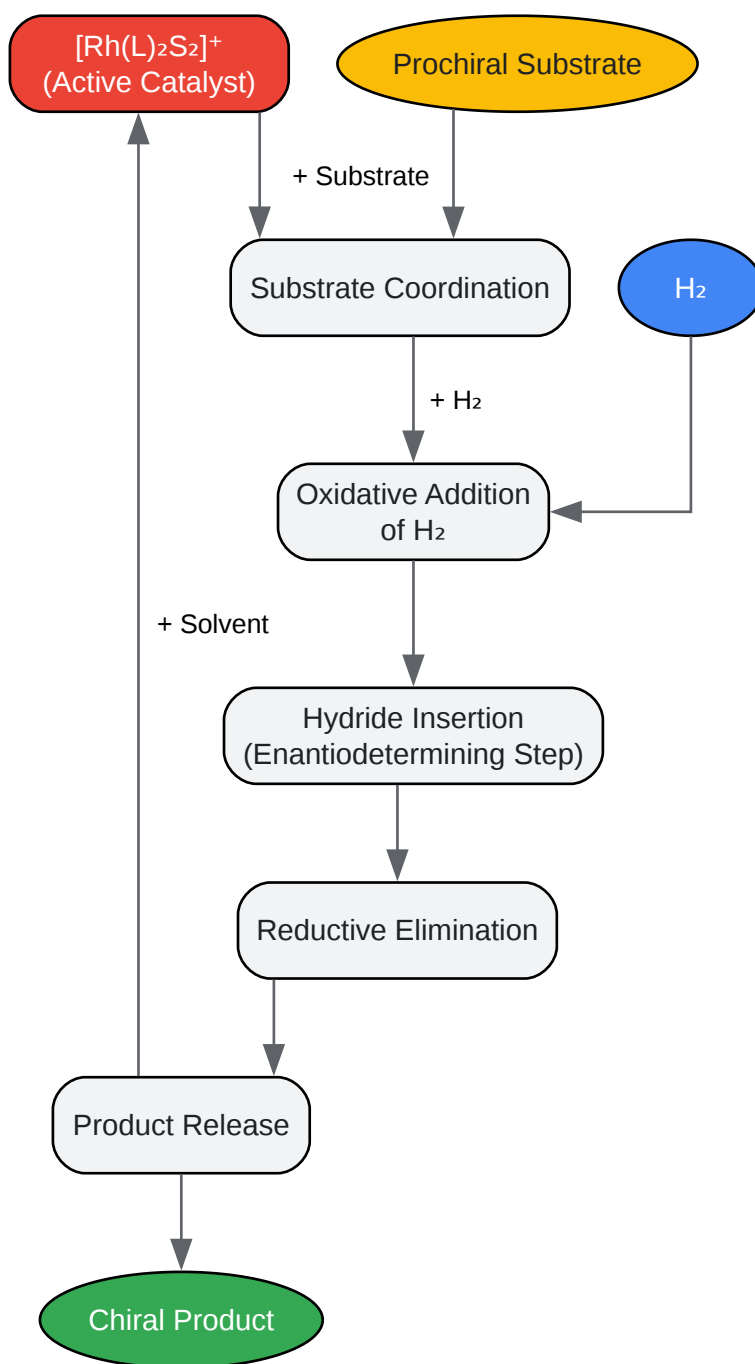 [Rh(L)₂S₂]⁺
(Active Catalyst)
Prochiral Substrate
+ Substrate
Substrate Coordination
H₂
+ H₂
Oxidative Addition
of H₂
+ Solvent
Hydride Insertion
(Enantiodetermining Step)
Reductive Elimination
Product Release
Chiral Product